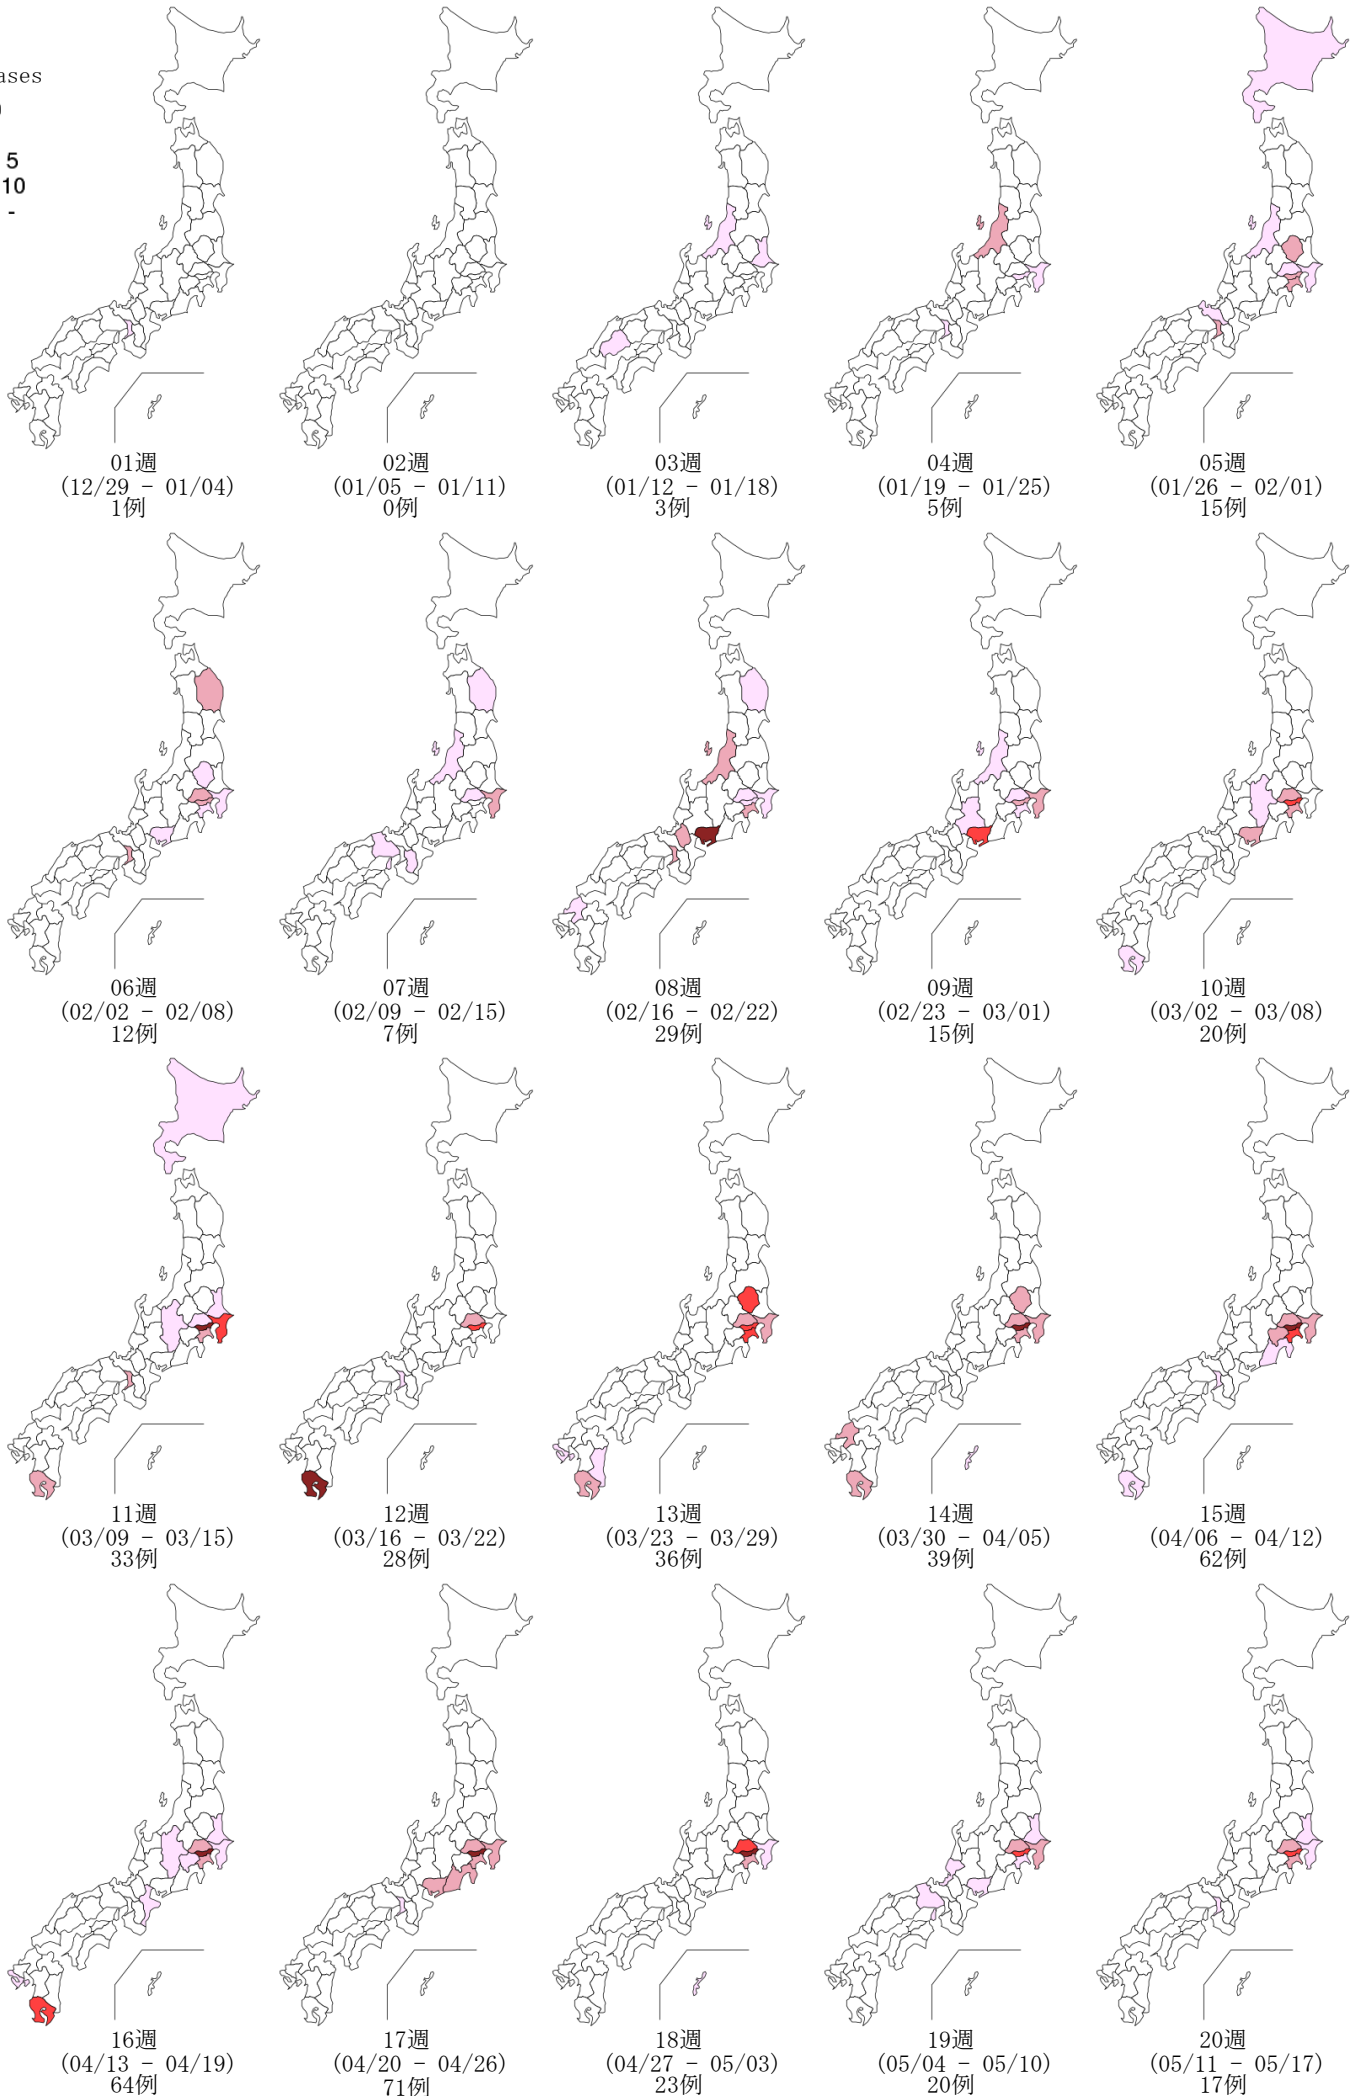 ases
5
10
-
01週
(12/29 - 01/04)
1例
02週
(01/05 - 01/11)
0例
03週
(01/12 - 01/18)
3例
04週
(01/19 - 01/25)
5例
05週
(01/26 - 02/01)
15例
06週
(02/02 - 02/08)
12例
07週
(02/09 - 02/15)
7例
08週
(02/16 - 02/22)
29例
09週
(02/23 - 03/01)
15例
10週
(03/02 - 03/08)
20例
11週
(03/09 - 03/15)
33例
12週
(03/16 - 03/22)
28例
13週
(03/23 - 03/29)
36例
14週
(03/30 - 04/05)
39例
15週
(04/06 - 04/12)
62例
16週
(04/13 - 04/19)
64例
17週
(04/20 - 04/26)
71例
18週
(04/27 - 05/03)
23例
19週
(05/04 - 05/10)
20例
20週
(05/11 - 05/17)
17例